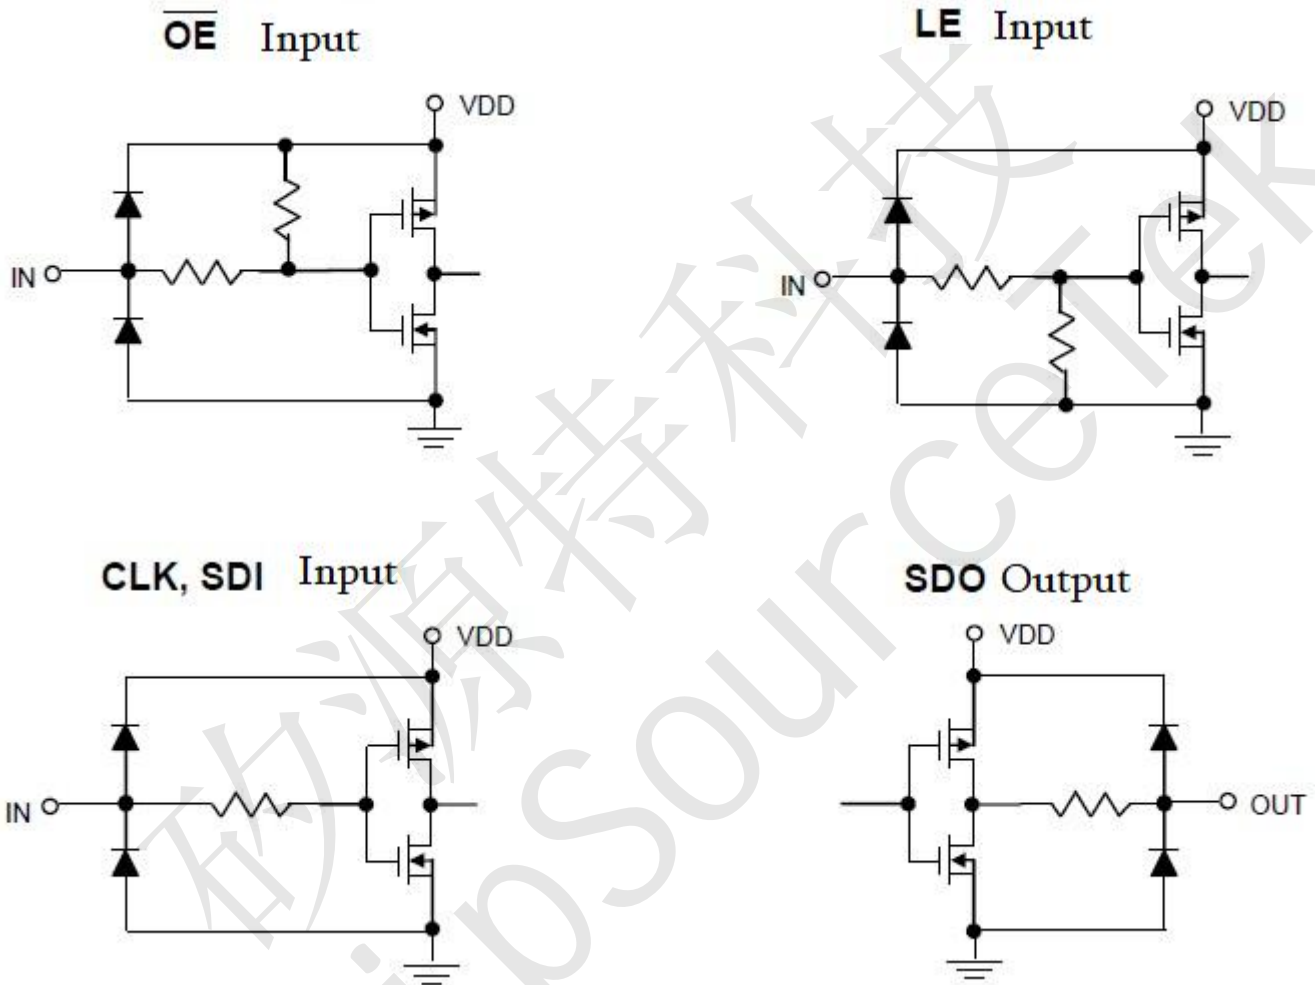 OE Input
VDD
IN
LE Input
VDD
IN
CLK, SDI Input
VDD
IN
SDO Output
VDD
OUT
矽源特科技
ipSourceTek